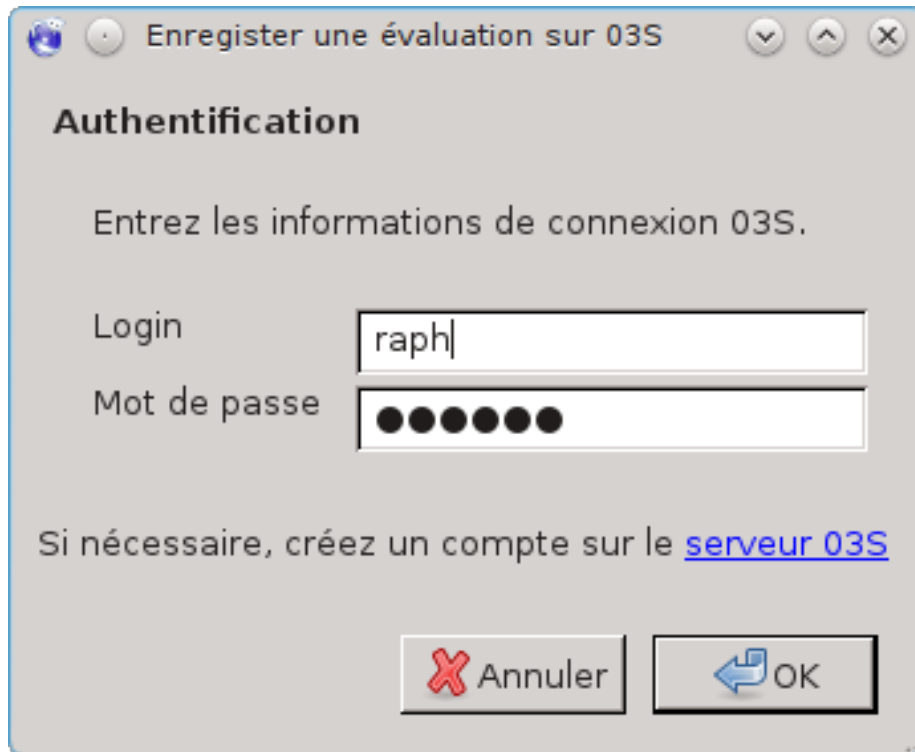 Enregister une évaluation sur 03S
Authentification
Entrez les informations de connexion 03S.
Login
raph
Mot de passe
●●●●●●
Si nécessaire, créez un compte sur le serveur 03S
Annuler
OK